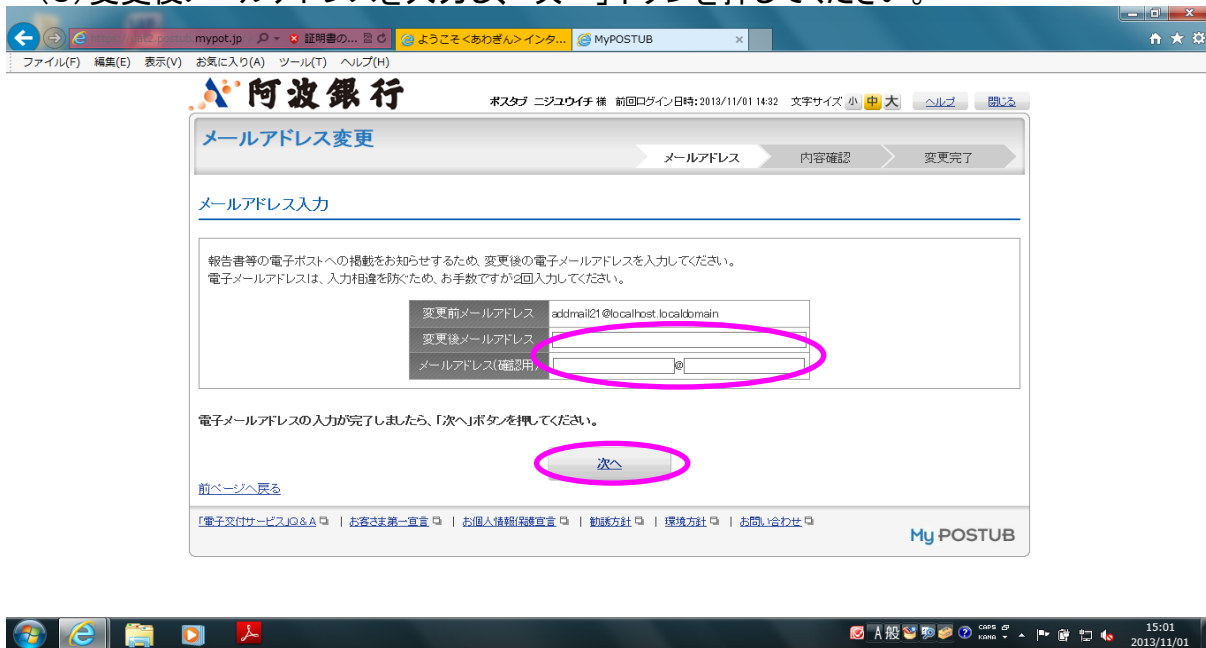 mypot.jp
証明書の...
ようこそ<あわぎん>インタ...
MyPOSTUB
ファイル(F) 編集(E) 表示(V) お気に入り(A) ツール(T) ヘルプ(H)
阿波銀行
ポスタブ ニジユウイチ 様 前回ログイン日時:2013/11/01 14:32 文字サイズ 小 中 大 ヘルプ 閉じる
メールアドレス変更
メールアドレス 内容確認 変更完了
メールアドレス入力
報告書等の電子ポストへの掲載をお知らせするため、変更後の電子メールアドレスを入力してください。
電子メールアドレスは、入力相違を防ぐため、お手数ですが2回入力してください。
変更前メールアドレス addmail21@localhost.localdomain
変更後メールアドレス
メールアドレス(確認用) @
電子メールアドレスの入力が完了しましたら、「次へ」ボタンを押してください。
次へ
前ページへ戻る
「電子交付サービス」Q&A | お客さま第一宣言 | お個人情報保護宣言 | 勧誘方針 | 環境方針 | お問い合わせ
My POSTUB
A 般 CAPS KANA 15:01
2013/11/01